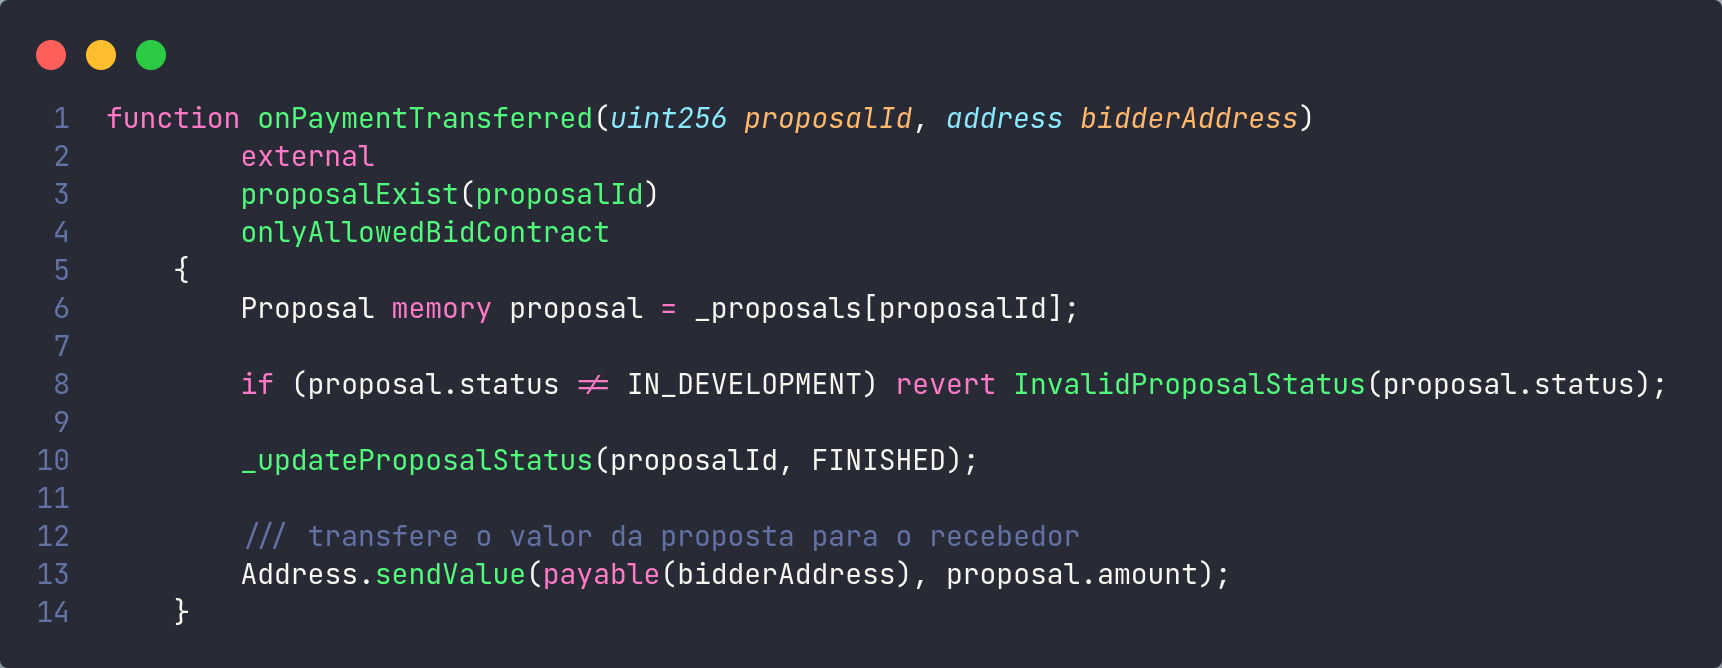 1 function onPaymentTransferred(uint256 proposalId, address bidderAddress)
2 external
3 proposalExist(proposalId)
4 onlyAllowedBidContract
5 {
6 Proposal memory proposal = _proposals[proposalId];
7
8 if (proposal.status != IN_DEVELOPMENT) revert InvalidProposalStatus(proposal.status);
9
10 _updateProposalStatus(proposalId, FINISHED);
11
12 /// transfere o valor da proposta para o recebedor
13 Address.sendValue(payable(bidderAddress), proposal.amount);
14 }